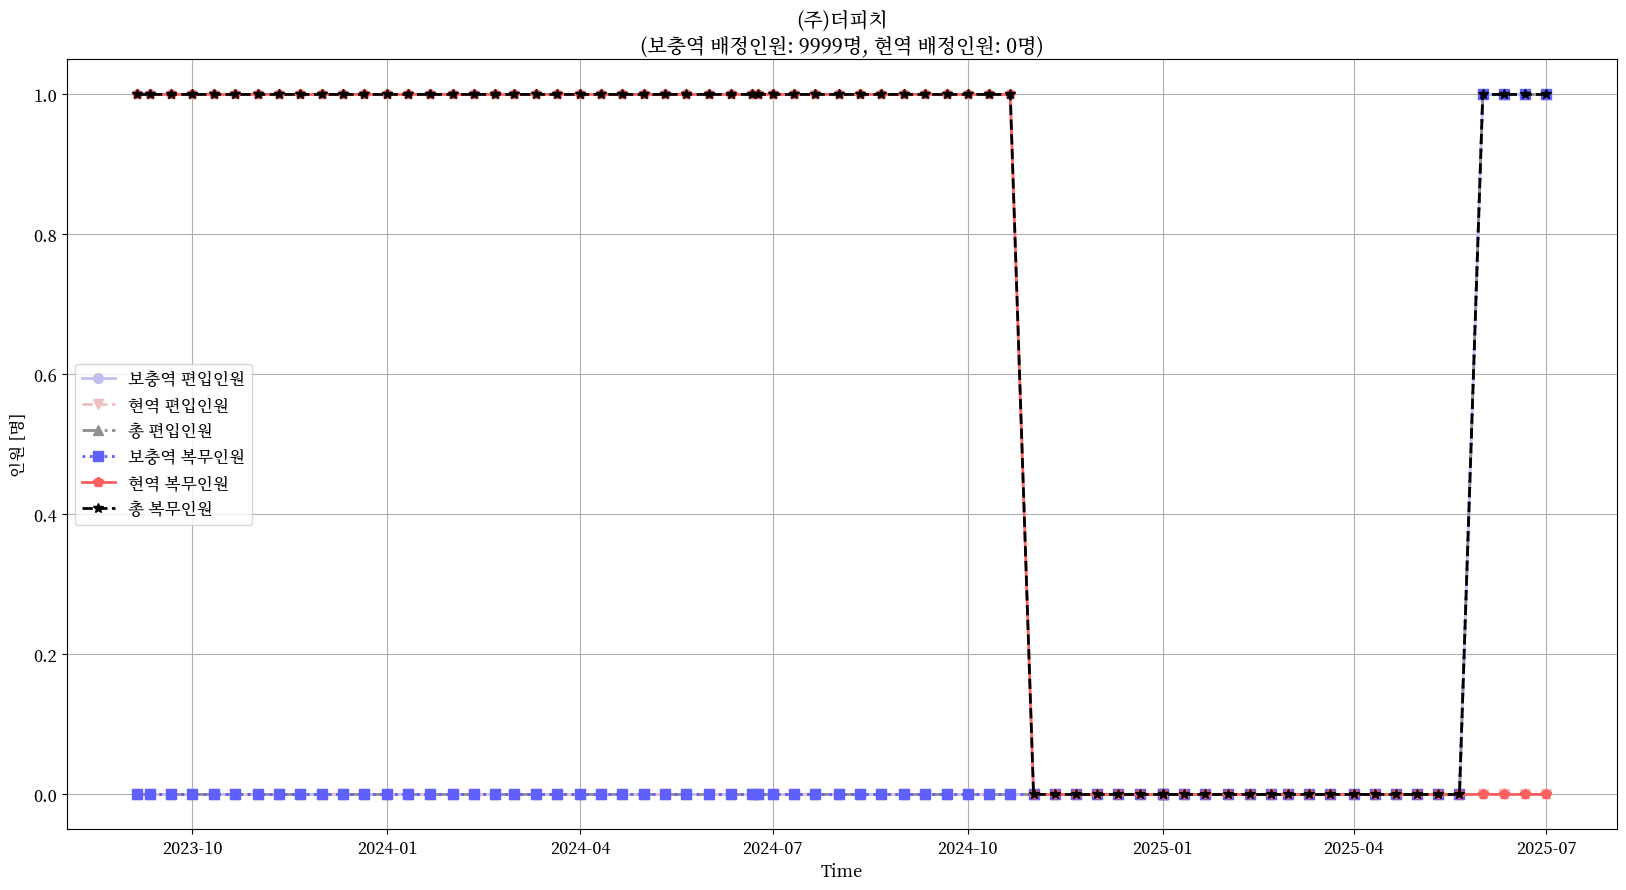 (주)더피치
(보충역 배정인원: 9999명, 현역 배정인원: 0명)
1.0
0.8
0.6
0.4
0.2
0.0
인원 [명]
보충역 편입인원
현역 편입인원
총 편입인원
보충역 복무인원
현역 복무인원
총 복무인원
2023-10
2024-01
2024-04
2024-07
2024-10
2025-01
2025-04
2025-07
Time